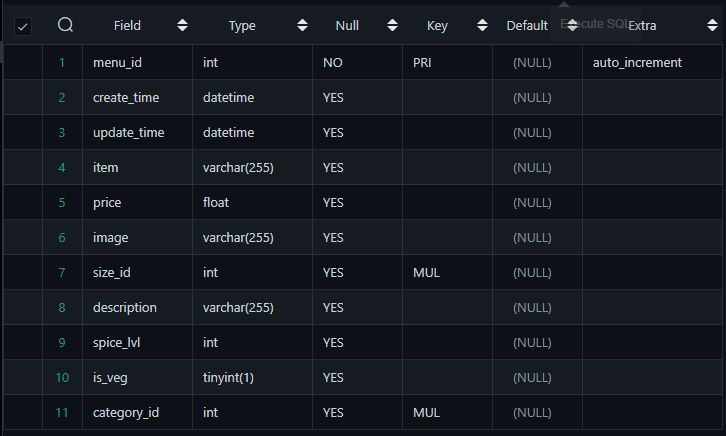 Field Type Null Key Default Execute SQL Extra
1 menu_id int NO PRI (NULL) auto_increment
2 create_time datetime YES (NULL)
3 update_time datetime YES (NULL)
4 item varchar(255) YES (NULL)
5 price float YES (NULL)
6 image varchar(255) YES (NULL)
7 size_id int YES MUL (NULL)
8 description varchar(255) YES (NULL)
9 spice_lvl int YES (NULL)
10 is_veg tinyint(1) YES (NULL)
11 category_id int YES MUL (NULL)